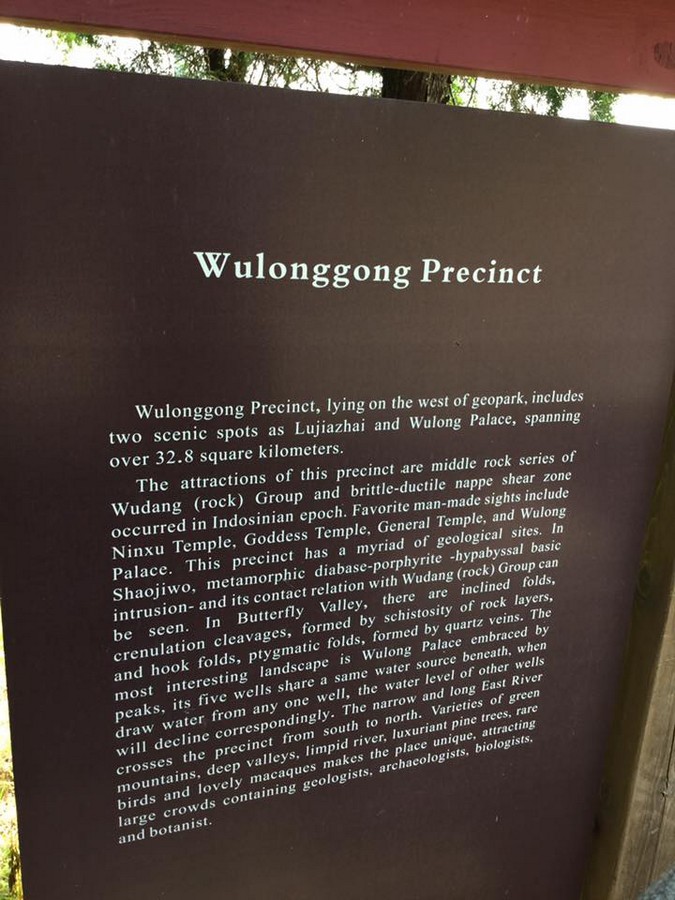 Wulonggong Precinct
Wulonggong Precinct, lying on the west of geopark, includes
two scenic spots as Lujiazhai and Wulong Palace, spanning
over 32.8 square kilometers.
The attractions of this precinct are middle rock series of
Wudang (rock) Group and brittle-ductile nappe shear zone
occurred in Indosinian epoch. Favorite man-made sights include
Ninxu Temple, Goddess Temple, General Temple, and Wulong
Palace. This precinct has a myriad of geological sites. In
Shaojiwo, metamorphic diabase-porphyrite -hypabyssal basic
intrusion- and its contact relation with Wudang (rock) Group can
be seen. In Butterfly Valley, there are inclined folds,
crenulation cleavages, formed by schistosity of rock layers,
and hook folds, ptygmatic folds, formed by quartz veins. The
most interesting landscape is Wulong Palace embraced by
peaks, its five wells share a same water source beneath, when
draw water from any one well, the water level of other wells
will decline correspondingly. The narrow and long East River
crosses the precinct from south to north. Varieties of green
mountains, deep valleys, limpid river, luxuriant pine trees, rare
birds and lovely macaques makes the place unique, attracting
large crowds containing geologists, archaeologists, biologists,
and botanist.